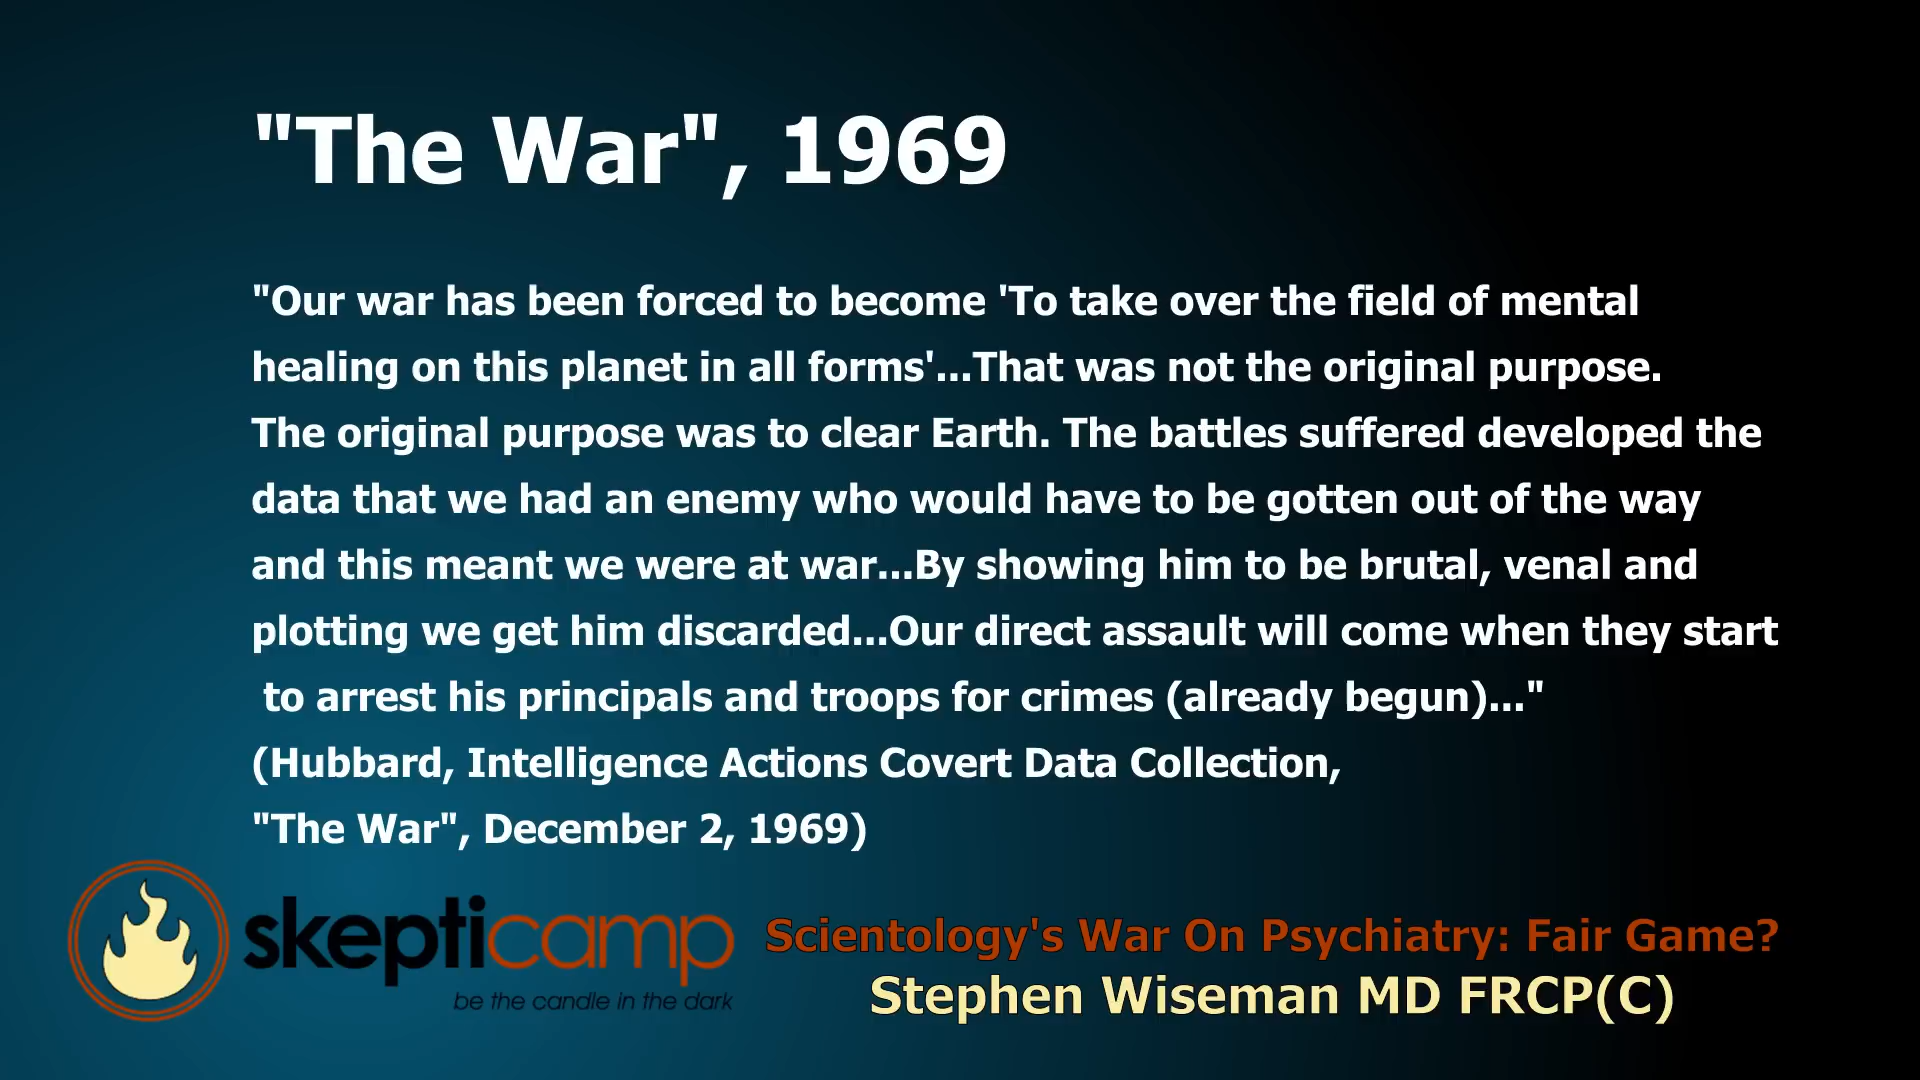 "The War", 1969
"Our war has been forced to become 'To take over the field of mental
healing on this planet in all forms'...That was not the original purpose.
The original purpose was to clear Earth. The battles suffered developed the
data that we had an enemy who would have to be gotten out of the way
and this meant we were at war...By showing him to be brutal, venal and
plotting we get him discarded...Our direct assault will come when they start
to arrest his principals and troops for crimes (already begun)..."
(Hubbard, Intelligence Actions Covert Data Collection,
"The War", December 2, 1969)
skepticamp
be the candle in the dark
Scientology's War On Psychiatry: Fair Game?
Stephen Wiseman MD FRCP(C)